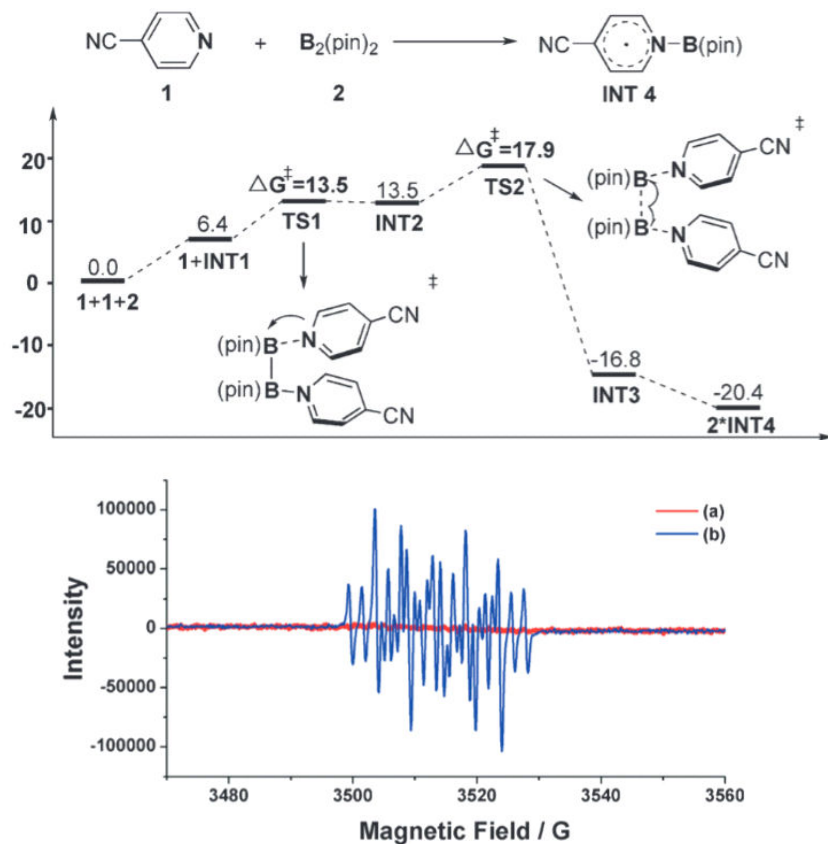 NC N + B₂(pin)₂ NC N–B(pin)
1 2 INT 4
20
10
0
-10
-20
0.0
1+1+2
6.4
1+INT1
△G‡=13.5
TS1
13.5
INT2
△G‡=17.9
TS2
-16.8
INT3
-20.4
2*INT4
‡
(pin)B N CN
(pin)B N CN
‡
(pin)B N CN
(pin)B N CN
Intensity
100000
50000
0
-50000
-100000
(a)
(b)
3480 3500 3520 3540 3560
Magnetic Field / G